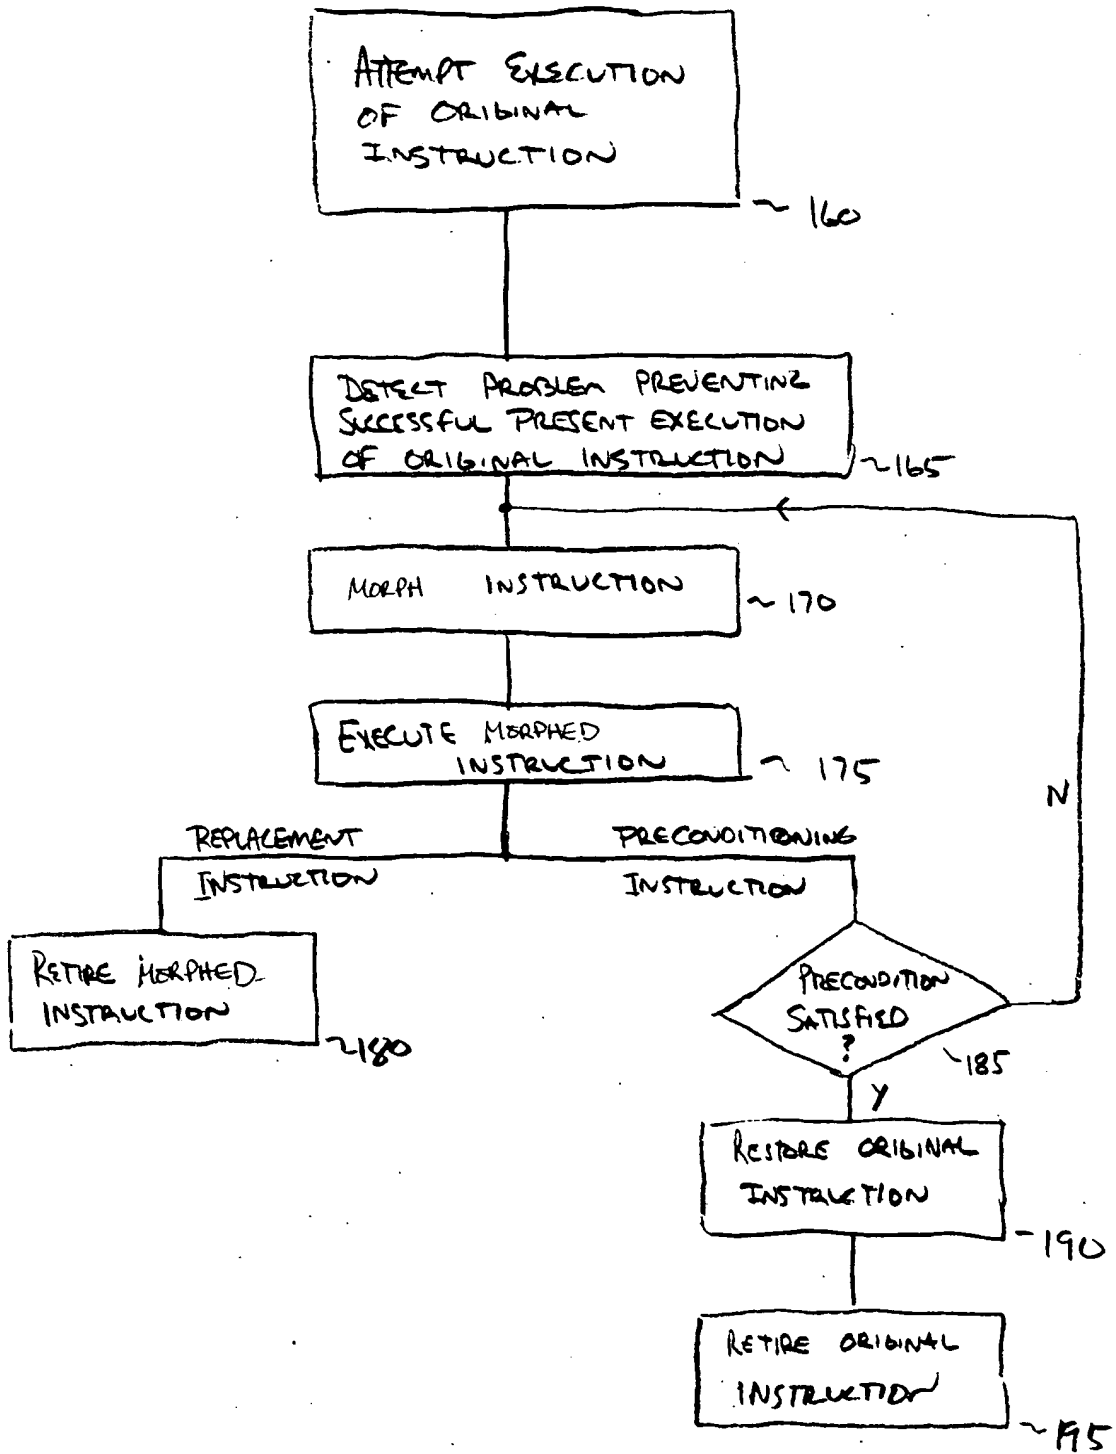 ATTEMPT EXECUTION
OF ORIGINAL
INSTRUCTION
~ 160
DETECT PROBLEM PREVENTING
SUCCESSFUL PRESENT EXECUTION
OF ORIGINAL INSTRUCTION
~165
MORPH INSTRUCTION
~ 170
EXECUTE MORPHED
INSTRUCTION
~ 175
N
REPLACEMENT
INSTRUCTION
PRECONDITIONING
INSTRUCTION
RETIRE MORPHED
INSTRUCTION
~180
PRECONDITION
SATISFIED
?
~185
Y
RESTORE ORIGINAL
INSTRUCTION
~190
RETIRE ORIGINAL
INSTRUCTION
~195